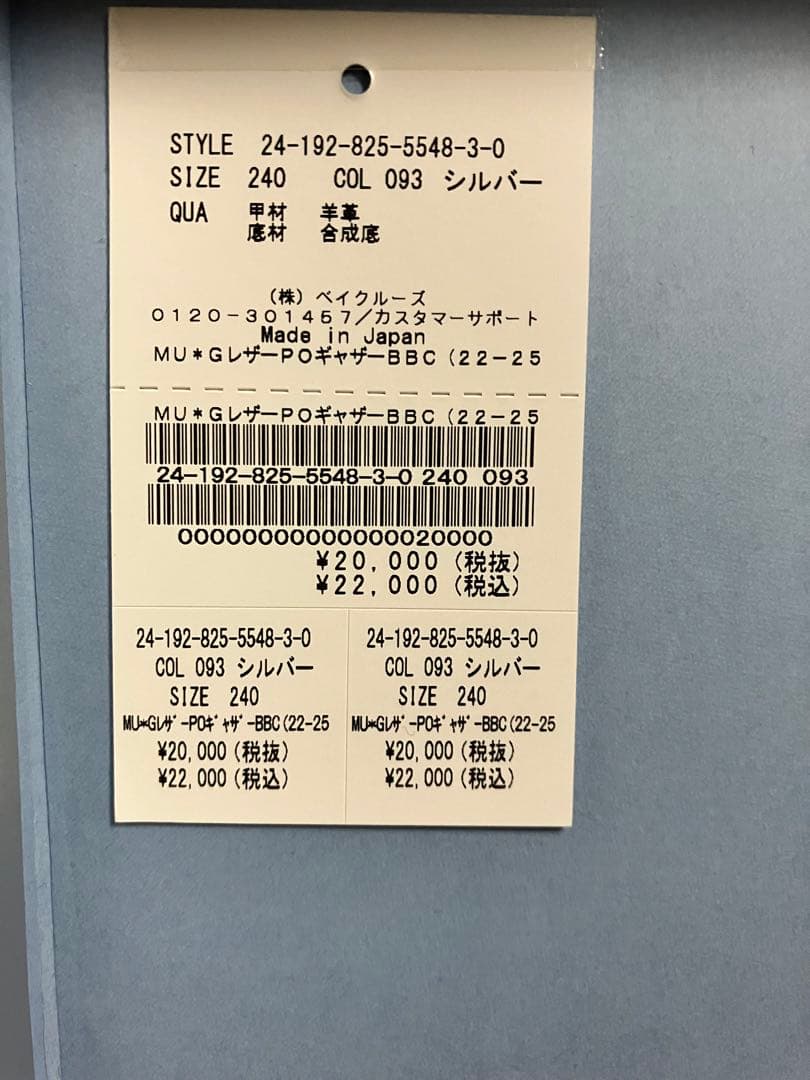 STYLE 24-192-825-5548-3-0
SIZE 240 COL 093 シルバー
QUA 甲材 羊革
底材 合成底
(株)ベイクルーズ
0120-301457/カスタマーサポート
Made in Japan
MU*GレザーPOギャザーBBC(22-25
MU*GレザーPOギャザーBBC(22-25
24-192-825-5548-3-0 240 093
00000000000000020000
¥20,000(税抜)
¥22,000(税込)
24-192-825-5548-3-0
COL 093 シルバー
SIZE 240
MU*Gﾚｻﾞ-POｷﾞｬｻﾞ-BBC(22-25
¥20,000(税抜)
¥22,000(税込)
24-192-825-5548-3-0
COL 093 シルバー
SIZE 240
MU*Gﾚｻﾞ-POｷﾞｬｻﾞ-BBC(22-25
¥20,000(税抜)
¥22,000(税込)